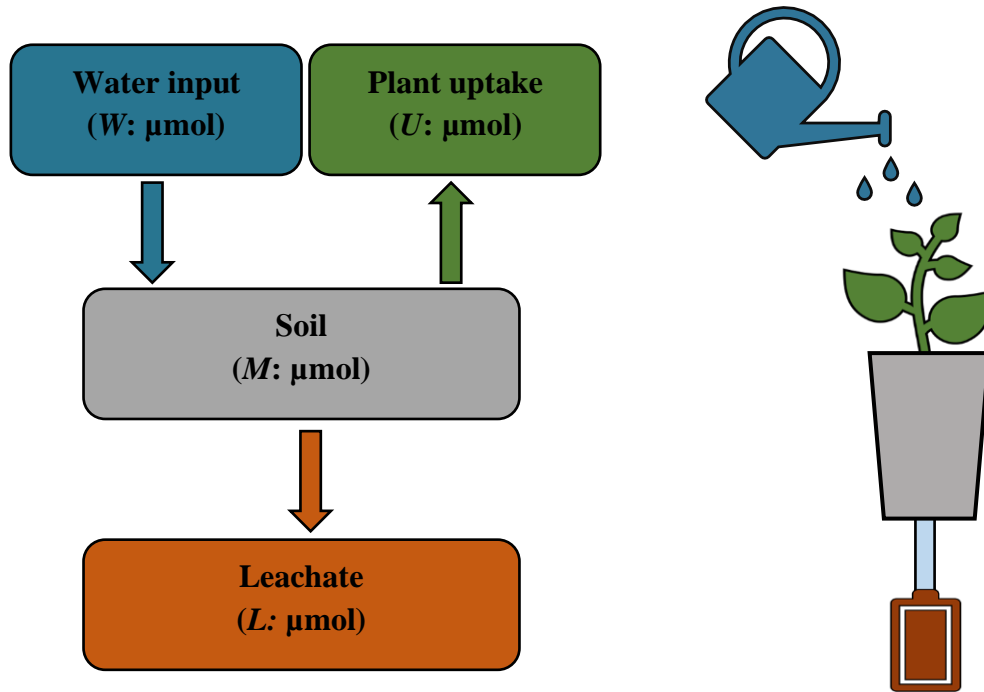 Water input
(W: µmol)
Plant uptake
(U: µmol)
Soil
(M: µmol)
Leachate
(L: µmol)